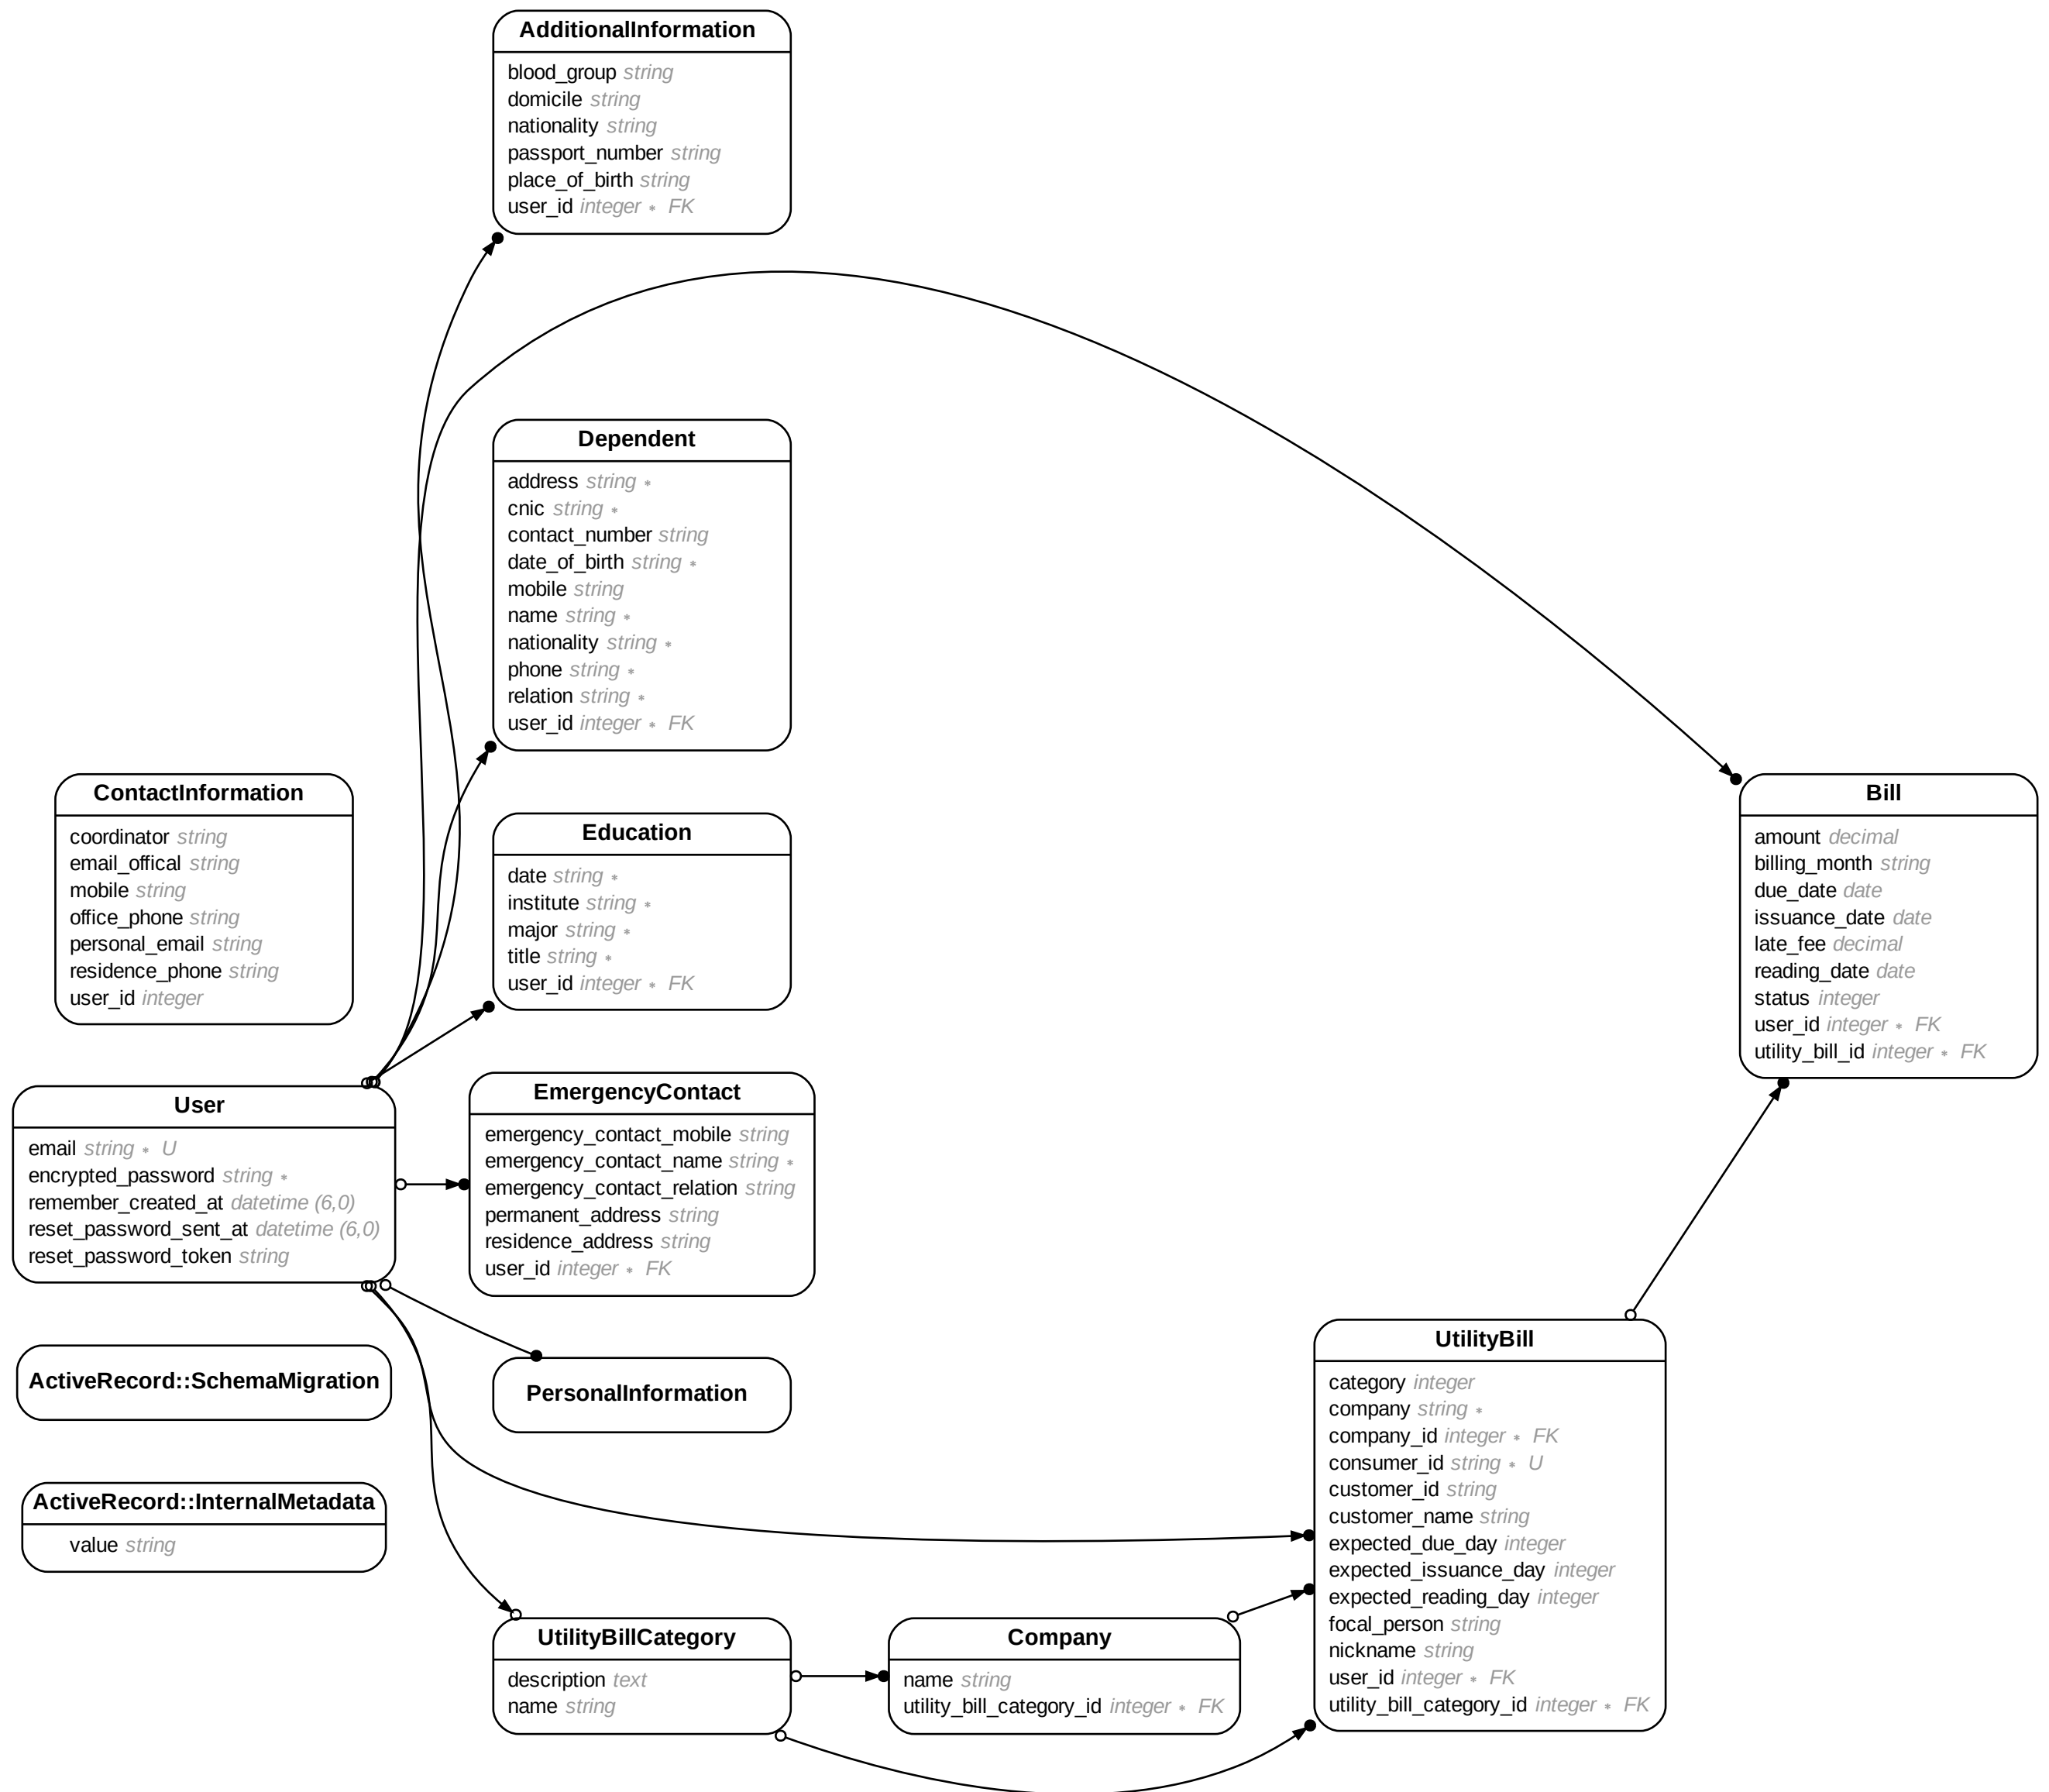 AdditionalInformation
blood_group string
domicile string
nationality string
passport_number string
place_of_birth string
user_id integer * FK
Dependent
address string *
cnic string *
contact_number string
date_of_birth string *
mobile string
name string *
nationality string *
phone string *
relation string *
user_id integer * FK
ContactInformation
coordinator string
email_offical string
mobile string
office_phone string
personal_email string
residence_phone string
user_id integer
Education
date string *
institute string *
major string *
title string *
user_id integer * FK
Bill
amount decimal
billing_month string
due_date date
issuance_date date
late_fee decimal
reading_date date
status integer
user_id integer * FK
utility_bill_id integer * FK
User
email string * U
encrypted_password string *
remember_created_at datetime (6,0)
reset_password_sent_at datetime (6,0)
reset_password_token string
EmergencyContact
emergency_contact_mobile string
emergency_contact_name string *
emergency_contact_relation string
permanent_address string
residence_address string
user_id integer * FK
ActiveRecord::SchemaMigration
PersonalInformation
UtilityBill
category integer
company string *
company_id integer * FK
consumer_id string * U
customer_id string
customer_name string
expected_due_day integer
expected_issuance_day integer
expected_reading_day integer
focal_person string
nickname string
user_id integer * FK
utility_bill_category_id integer * FK
ActiveRecord::InternalMetadata
value string
UtilityBillCategory
description text
name string
Company
name string
utility_bill_category_id integer * FK